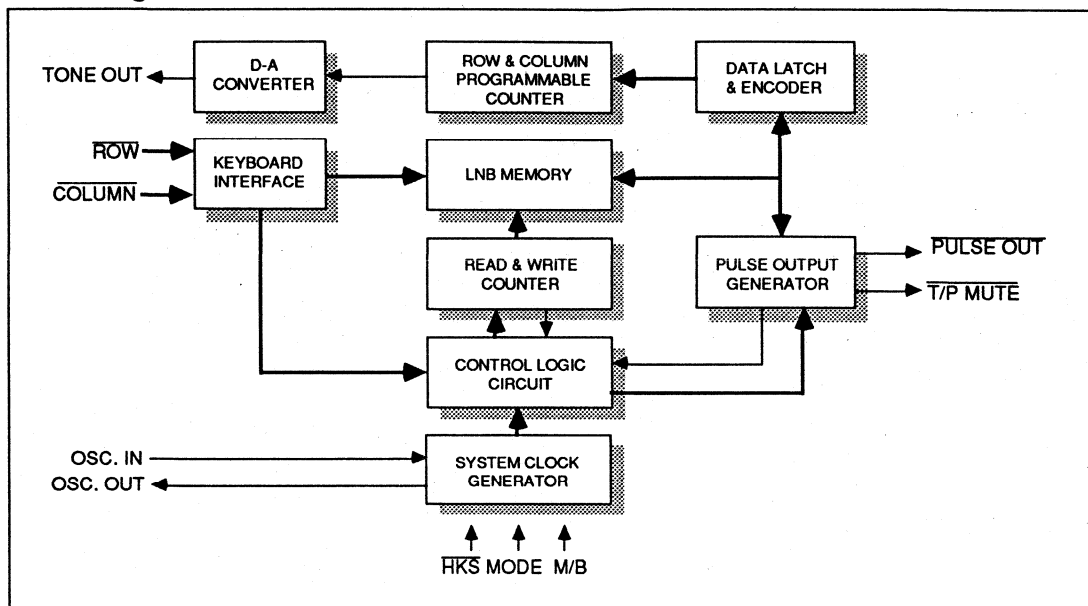 D-A
CONVERTER
ROW & COLUMN
PROGRAMMABLE
COUNTER
DATA LATCH
& ENCODER
TONE OUT
ROW
COLUMN
KEYBOARD
INTERFACE
LNB MEMORY
READ & WRITE
COUNTER
PULSE OUTPUT
GENERATOR
PULSE OUT
T/P MUTE
CONTROL LOGIC
CIRCUIT
OSC. IN
OSC. OUT
SYSTEM CLOCK
GENERATOR
HKS MODE M/B